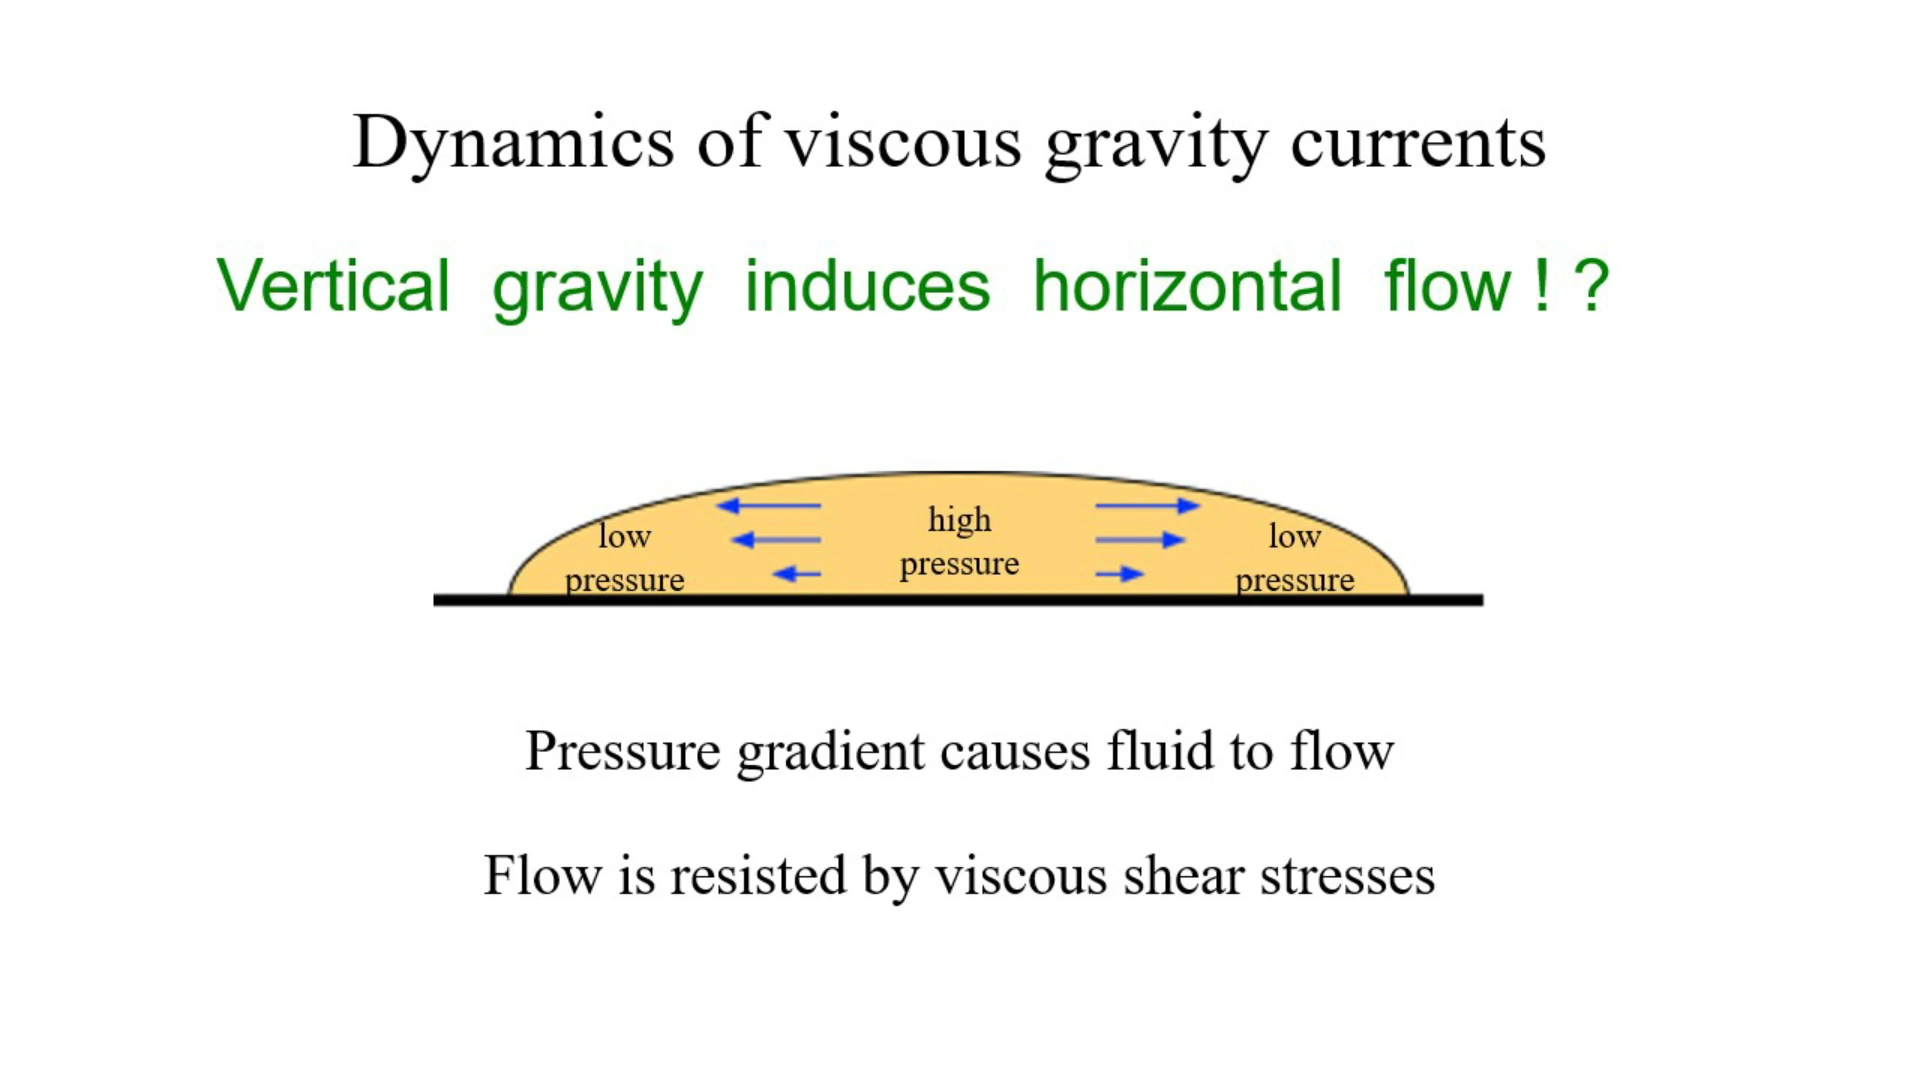 Dynamics of viscous gravity currents
Vertical gravity induces horizontal flow ! ?
low
pressure
high
pressure
low
pressure
Pressure gradient causes fluid to flow
Flow is resisted by viscous shear stresses